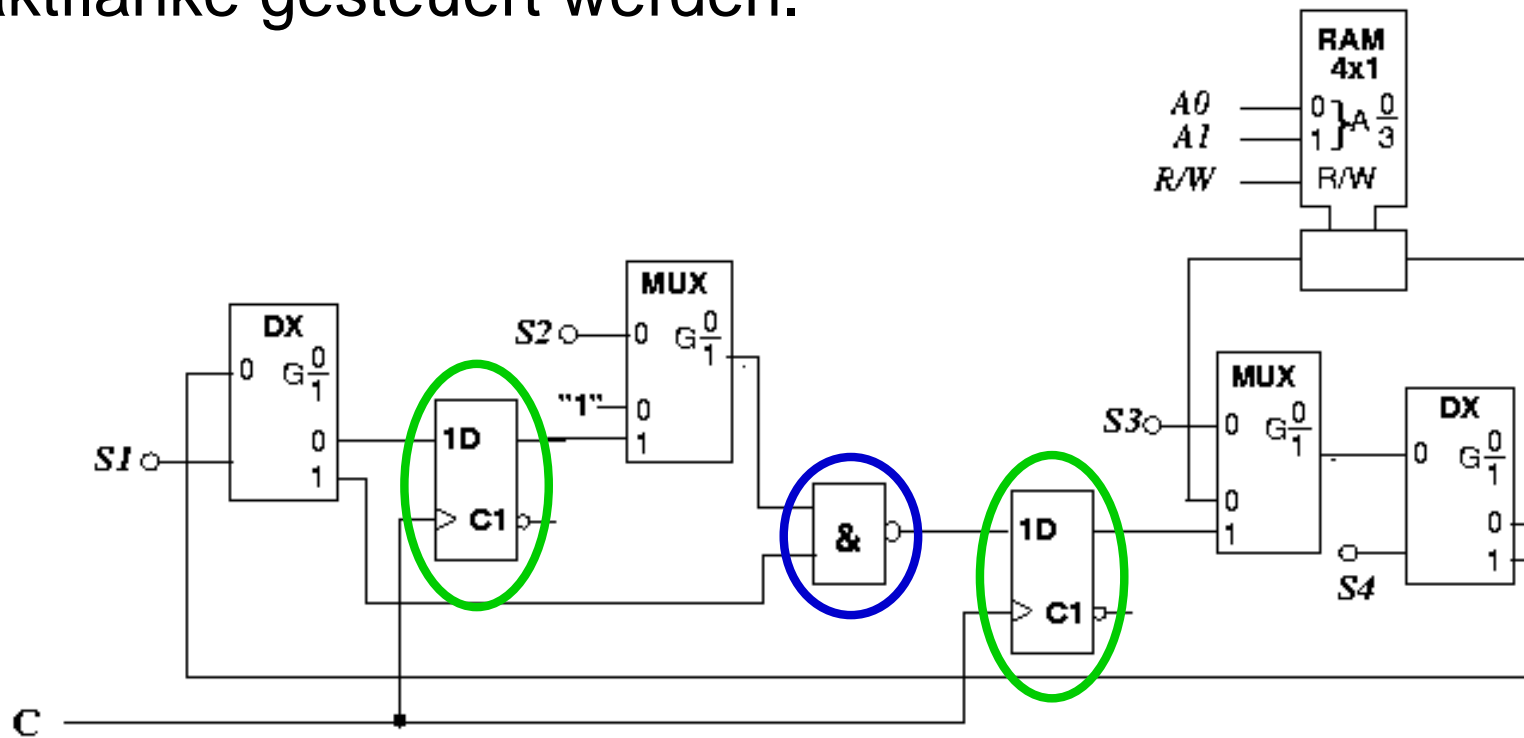 aktflanke gesteuert werden.
RAM
4x1
A0 0 A 0
A1 1 3
R/W R/W
MUX
S2 0 G 0
1
DX
0 G 0
1
"1" 0
1
MUX
S3 0 G 0
1
DX
0 G 0
1
1D
0
S1
1
0
1
0
1
C1
&
1D
S4
C1
C